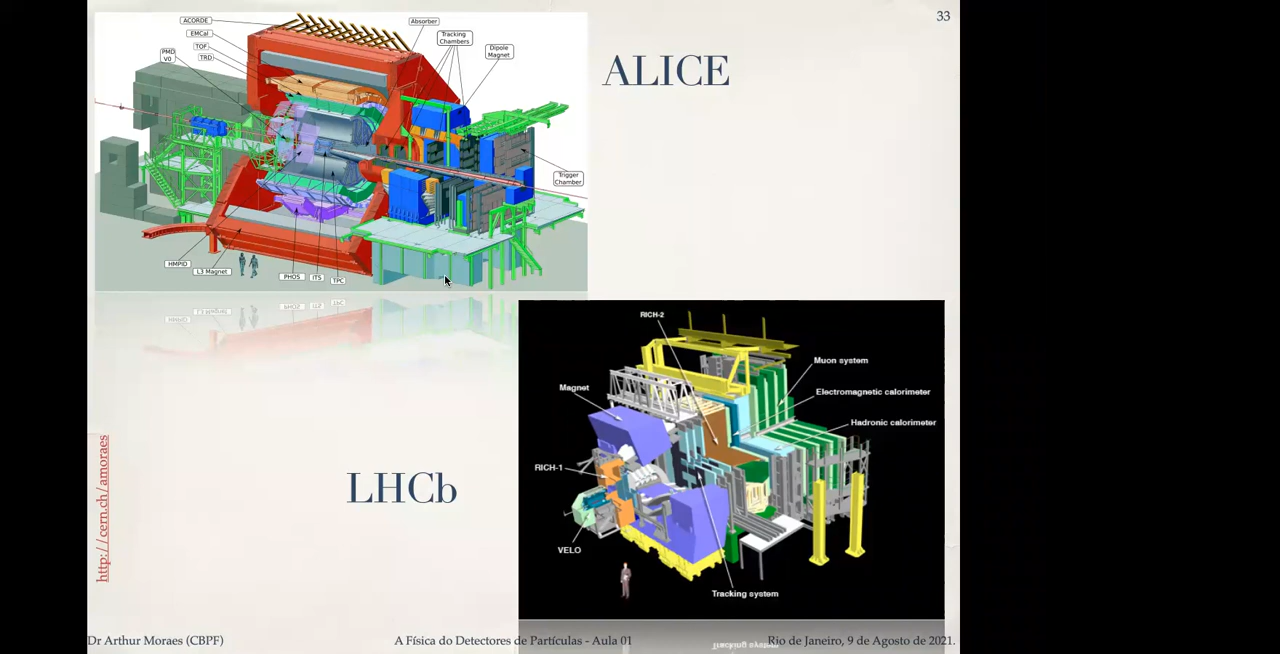 33
ALICE
ACORDE
EMCal
TOF
TRD
PMD
V0
Absorber
Tracking
Chambers
Dipole
Magnet
Trigger
Chamber
HMPID
L3 Magnet
PHOS
ITS
TPC
RICH-2
Muon system
Magnet
Electromagnetic calorimeter
Hadronic calorimeter
RICH-1
LHCb
VELO
Tracking system
http://cern.ch/amoraes
Dr Arthur Moraes (CBPF)
A Física do Detectores de Partículas - Aula 01
Rio de Janeiro, 9 de Agosto de 2021.